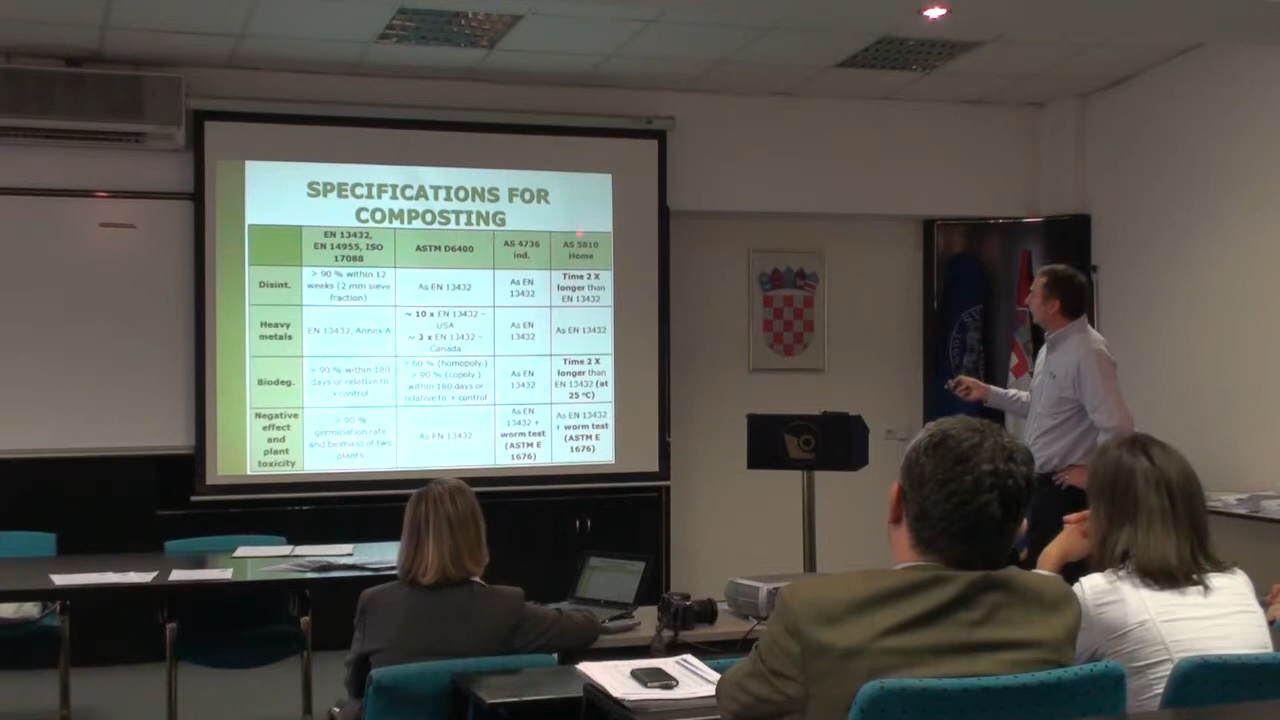 SPECIFICATIONS FOR
COMPOSTING
EN 13432,
EN 14955, ISO
17088
ASTM D6400
AS 4736
ind.
AS 5810
Home
Disint.
> 90 % within 12
weeks (2 mm sieve
fraction)
As EN 13432
As EN
13432
Time 2 X
longer than
EN 13432
Heavy
metals
EN 13432, Annex A
~ 10 x EN 13432 –
USA
~ 3 x EN 13432 –
Canada
As EN
13432
As EN 13432
Biodeg.
> 90 % within 180
days or relative to
+ control
> 60 % (homopoly.)
> 90 % (copoly.)
within 180 days or
relative to + control
As EN
13432
Time 2 X
longer than
EN 13432 (at
25 °C)
Negative
effect and
and
plant
toxicity
> 90 %
germination rate
and biomass of two
plants
As EN 13432
As EN
13432 +
worm test
(ASTM E
1676)
As EN 13432
+ worm test
(ASTM E
1676)